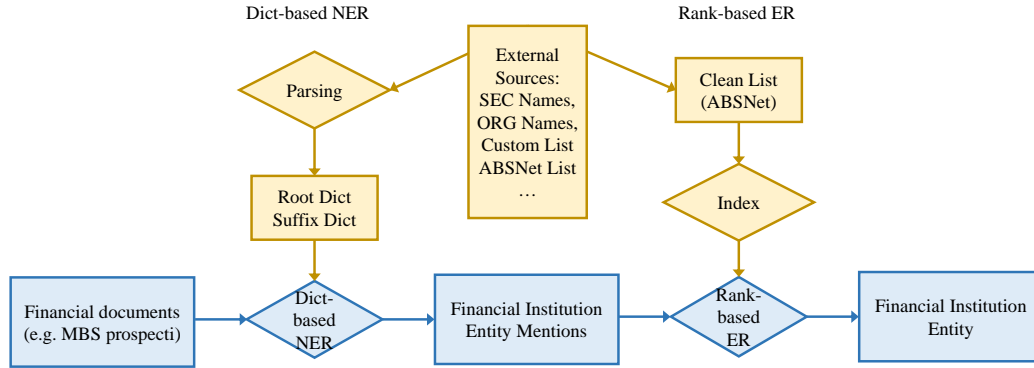 Dict-based NER
Rank-based ER
Parsing
External
Sources:
SEC Names,
ORG Names,
Custom List
ABSNet List
…
Clean List
(ABSNet)
Root Dict
Suffix Dict
Index
Financial documents
(e.g. MBS prospecti)
Dict-
based
NER
Financial Institution
Entity Mentions
Rank-
based
ER
Financial Institution
Entity